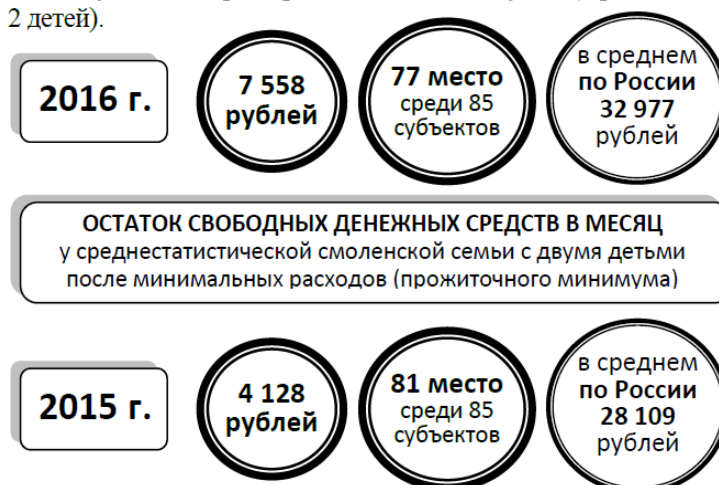 2 детей).
2016 г.
7 558
рублей
77 место
среди 85
субъектов
в среднем
по России
32 977
рублей
ОСТАТОК СВОБОДНЫХ ДЕНЕЖНЫХ СРЕДСТВ В МЕСЯЦ
у среднестатистической смоленской семьи с двумя детьми
после минимальных расходов (прожиточного минимума)
2015 г.
4 128
рублей
81 место
среди 85
субъектов
в среднем
по России
28 109
рублей